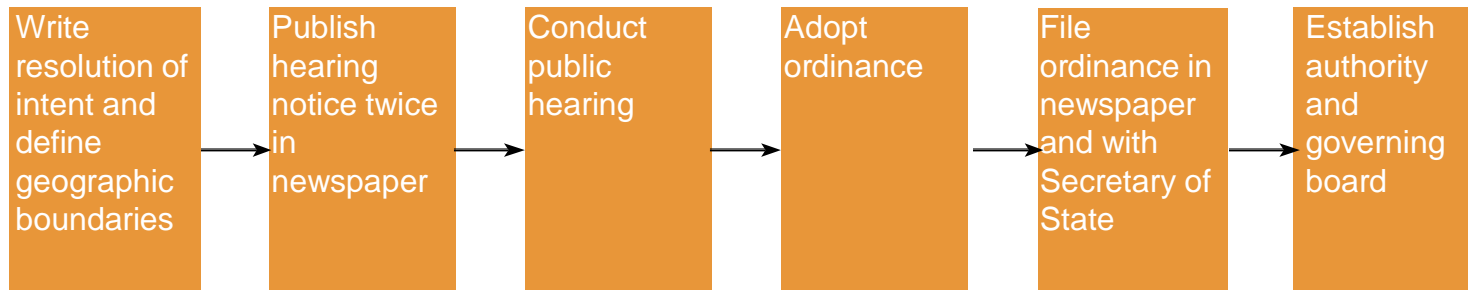 Write
resolution of
intent and
define
geographic
boundaries
Publish
hearing
notice twice
in
newspaper
Conduct
public
hearing
Adopt
ordinance
File
ordinance in
newspaper
and with
Secretary of
State
Establish
authority
and
governing
board